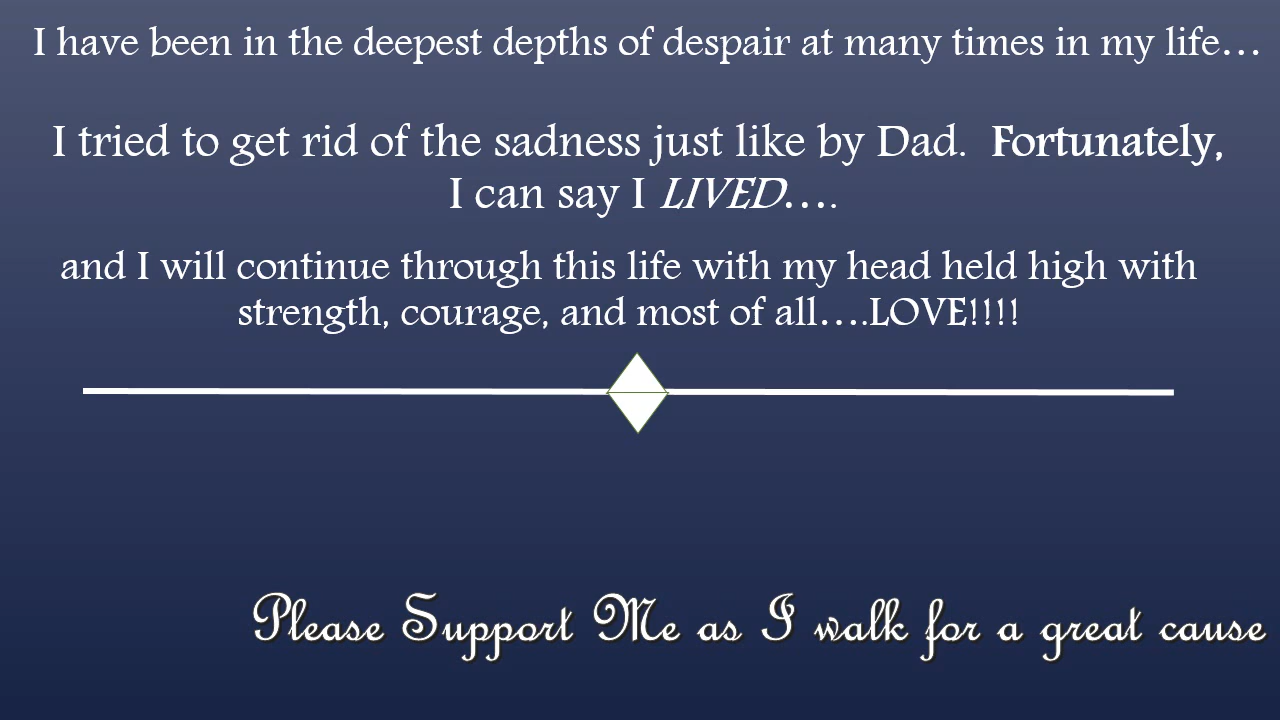 I have been in the deepest depths of despair at many times in my life…
I tried to get rid of the sadness just like by Dad.  Fortunately,
I can say I LIVED….
and I will continue through this life with my head held high with
strength, courage, and most of all….LOVE!!!!
Please Support Me as I walk for a great cause